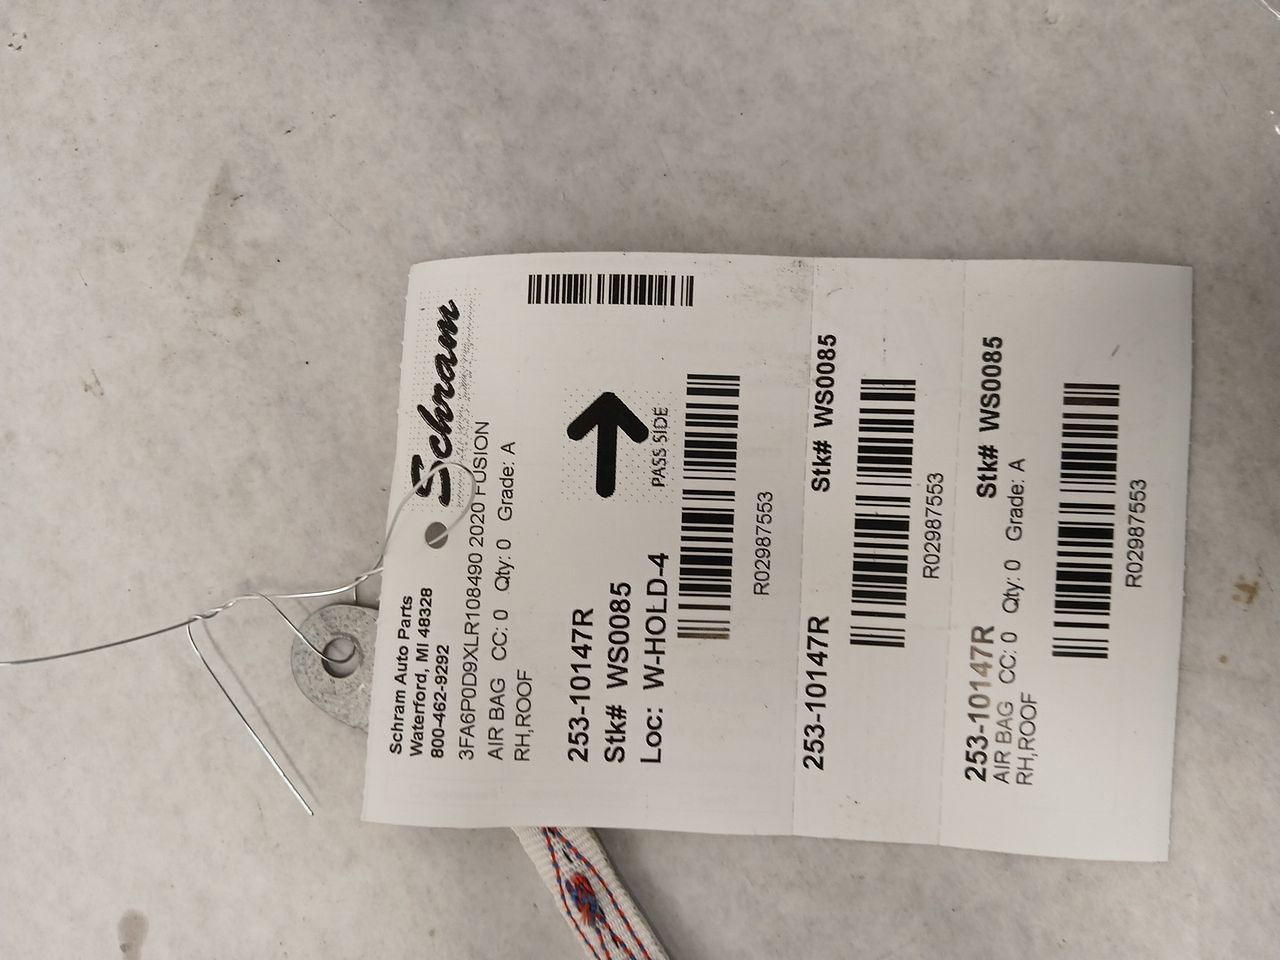 Schram Auto Parts
Waterford, MI 48328
800-462-9292
Schram
3FA6P0D9XLR108490 2020 FUSION
AIR BAG CC: 0 Qty: 0 Grade: A
RH,ROOF
253-10147R
Stk# WS0085
Loc: W-HOLD-4
PASS SIDE
R02987553
253-10147R Stk# WS0085
R02987553
253-10147R Stk# WS0085
AIR BAG CC: 0 Qty: 0 Grade: A
RH,ROOF
R02987553